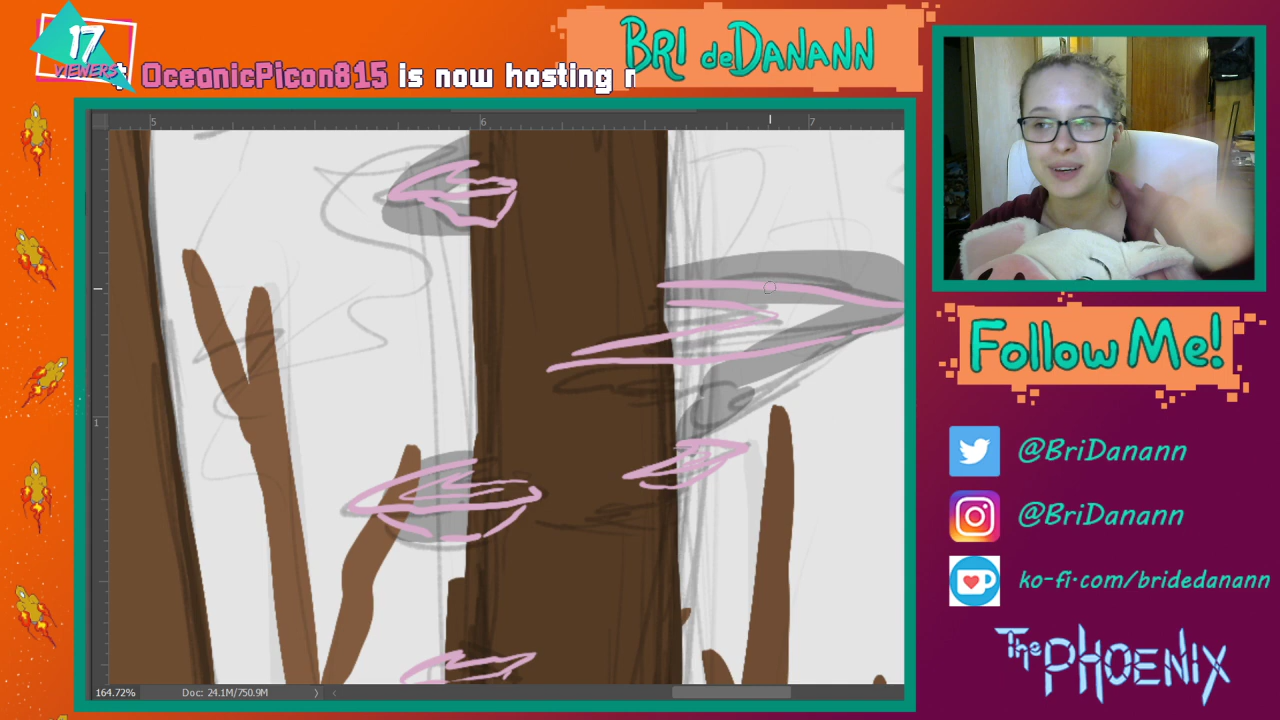 17
VIEWERS
OceanicPicon815 is now hosting
BRI deDANANN
5 6 7
1
Follow Me!
@BriDanann
@BriDanann
ko-fi.com/bridedanann
The PHOENIX
164.72% Doc: 24.1M/750.9M